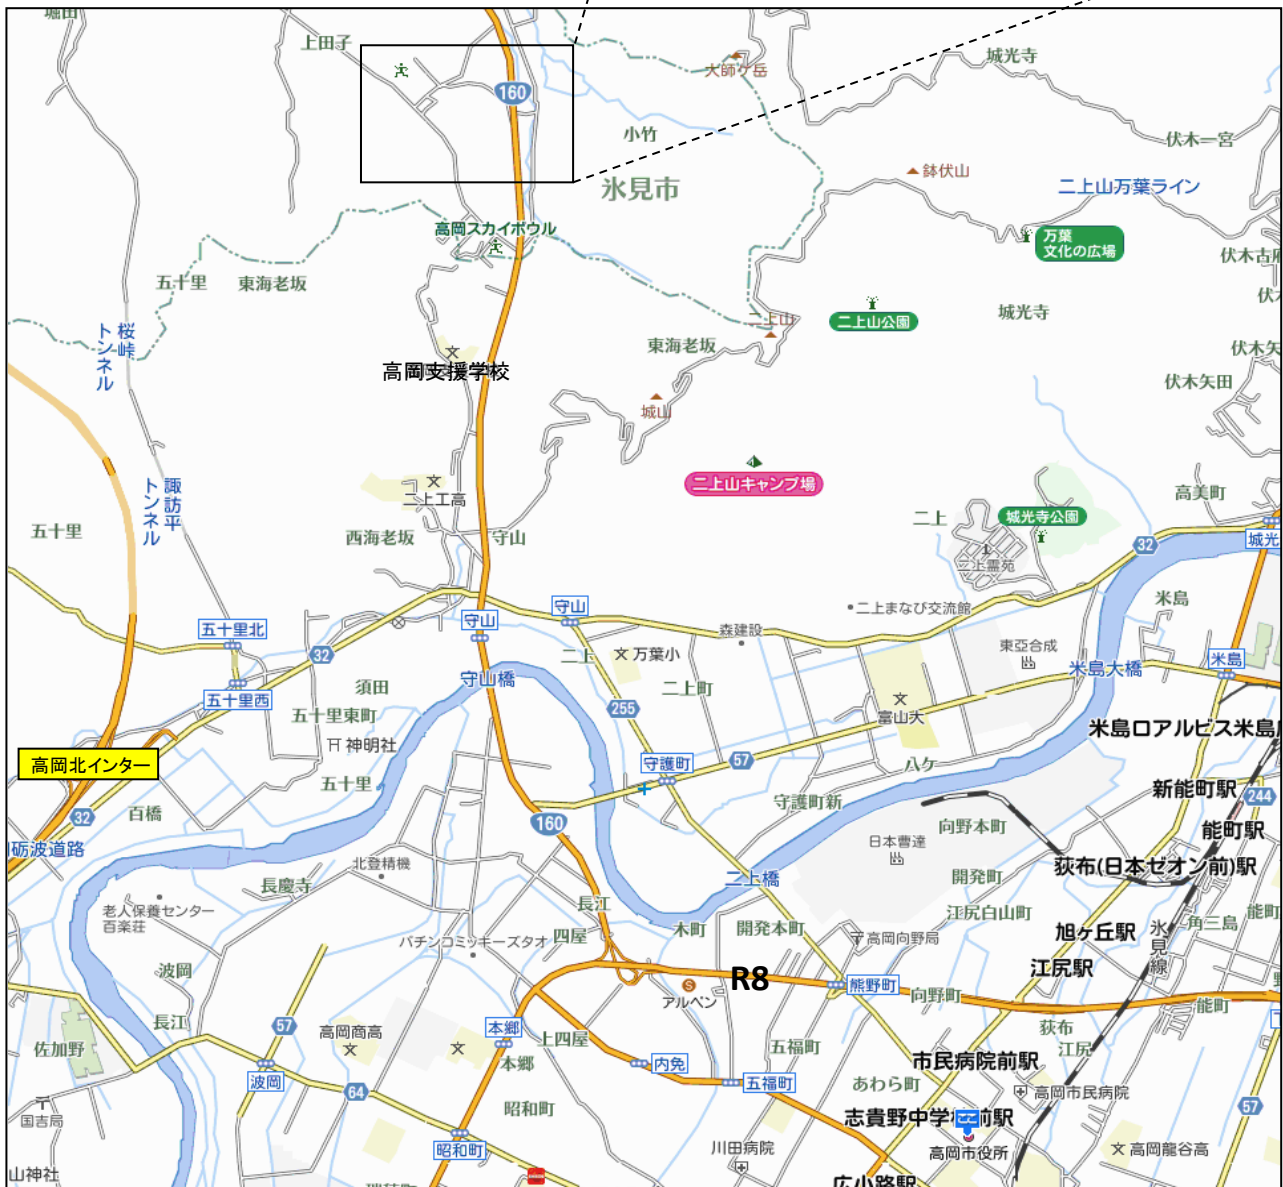 堀田
上田子
160
大師ケ岳
城光寺
小竹
伏木一宮
氷見市
鉢伏山
二上山万葉ライン
高岡スカイボウル
万葉
文化の広場
伏木古府
五十里
東海老坂
二上山公園
城光寺
二上山
桜峠
トンネル
東海老坂
伏木矢田
高岡支援学校
城山
諏訪平
トンネル
二上工高
二上山キャンプ場
高美町
五十里
西海老坂
守山
二上
城光寺公園
32
城光
二上霊苑
五十里北
守山
守山
二上まなび交流館
米島
森建設
32
二上
万葉小
東亞合成
米島大橋
米島
五十里西
須田
守山橋
二上町
五十里東町
255
富山大
神明社
米島口アルビス米島
高岡北インター
守護町
57
八ケ
五十里
新能町駅
百橋
32
160
守護町新
244
能町駅
砺波道路
日本曹達
向野本町
北登精機
荻布(日本ゼオン前)駅
長慶寺
二上橋
開発町
老人保養センター
百楽荘
長江
江尻白山町
能町
木町
開発本町
旭ヶ丘駅
氷見線
角三島
パチンコミッキーズタオ
四屋
高岡向野局
波岡
R8
江尻駅
アルペン
熊野町
向野町
能町
長江
57
高岡商高
本郷
上四屋
荻布
佐加野
五福町
江尻
本郷
内免
市民病院前駅
波岡
五福町
あわら町
64
高岡市民病院
昭和町
57
国吉局
志貴野中学校前駅
昭和町
川田病院
高岡市役所
高岡龍谷高
山神社
広小路駅